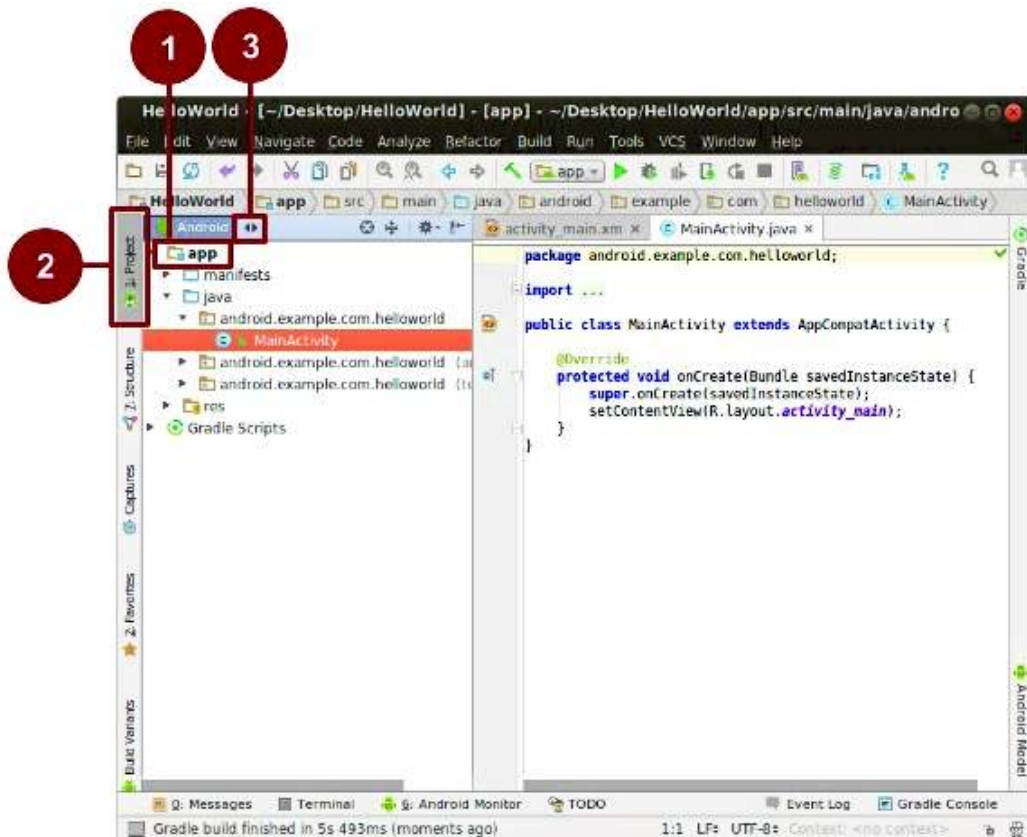 1 3
2
HelloWorld - [~/Desktop/HelloWorld] - [app] - ~/Desktop/HelloWorld/app/src/main/java/andro
File Edit View Navigate Code Analyze Refactor Build Run Tools VCS Window Help
app
HelloWorld app src main java android example com helloworld MainActivity
Android
activity_main.xm MainActivity.java
app
manifests
java
android.example.com.helloworld
MainActivity
android.example.com.helloworld (a
android.example.com.helloworld (te
res
Gradle Scripts
package android.example.com.helloworld;
import ...
public class MainActivity extends AppCompatActivity {
@Override
protected void onCreate(Bundle savedInstanceState) {
super.onCreate(savedInstanceState);
setContentView(R.layout.activity_main);
}
}
1: Project
7: Structure
Captures
2: Favorites
Build Variants
Gradle
Android Model
0: Messages Terminal 6: Android Monitor TODO Event Log Gradle Console
Gradle build finished in 5s 493ms (moments ago) 1:1 LF÷ UTF-8÷ Context: <no context>